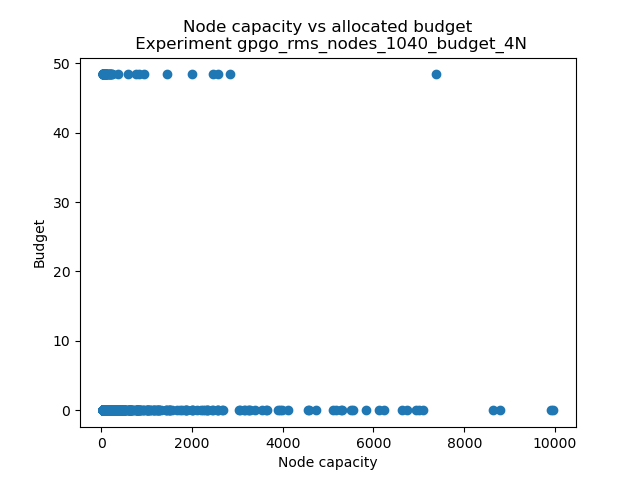 Node capacity vs allocated budget
Experiment gpgo_rms_nodes_1040_budget_4N
50
40
30
20
10
0
Budget
0 2000 4000 6000 8000 10000
Node capacity